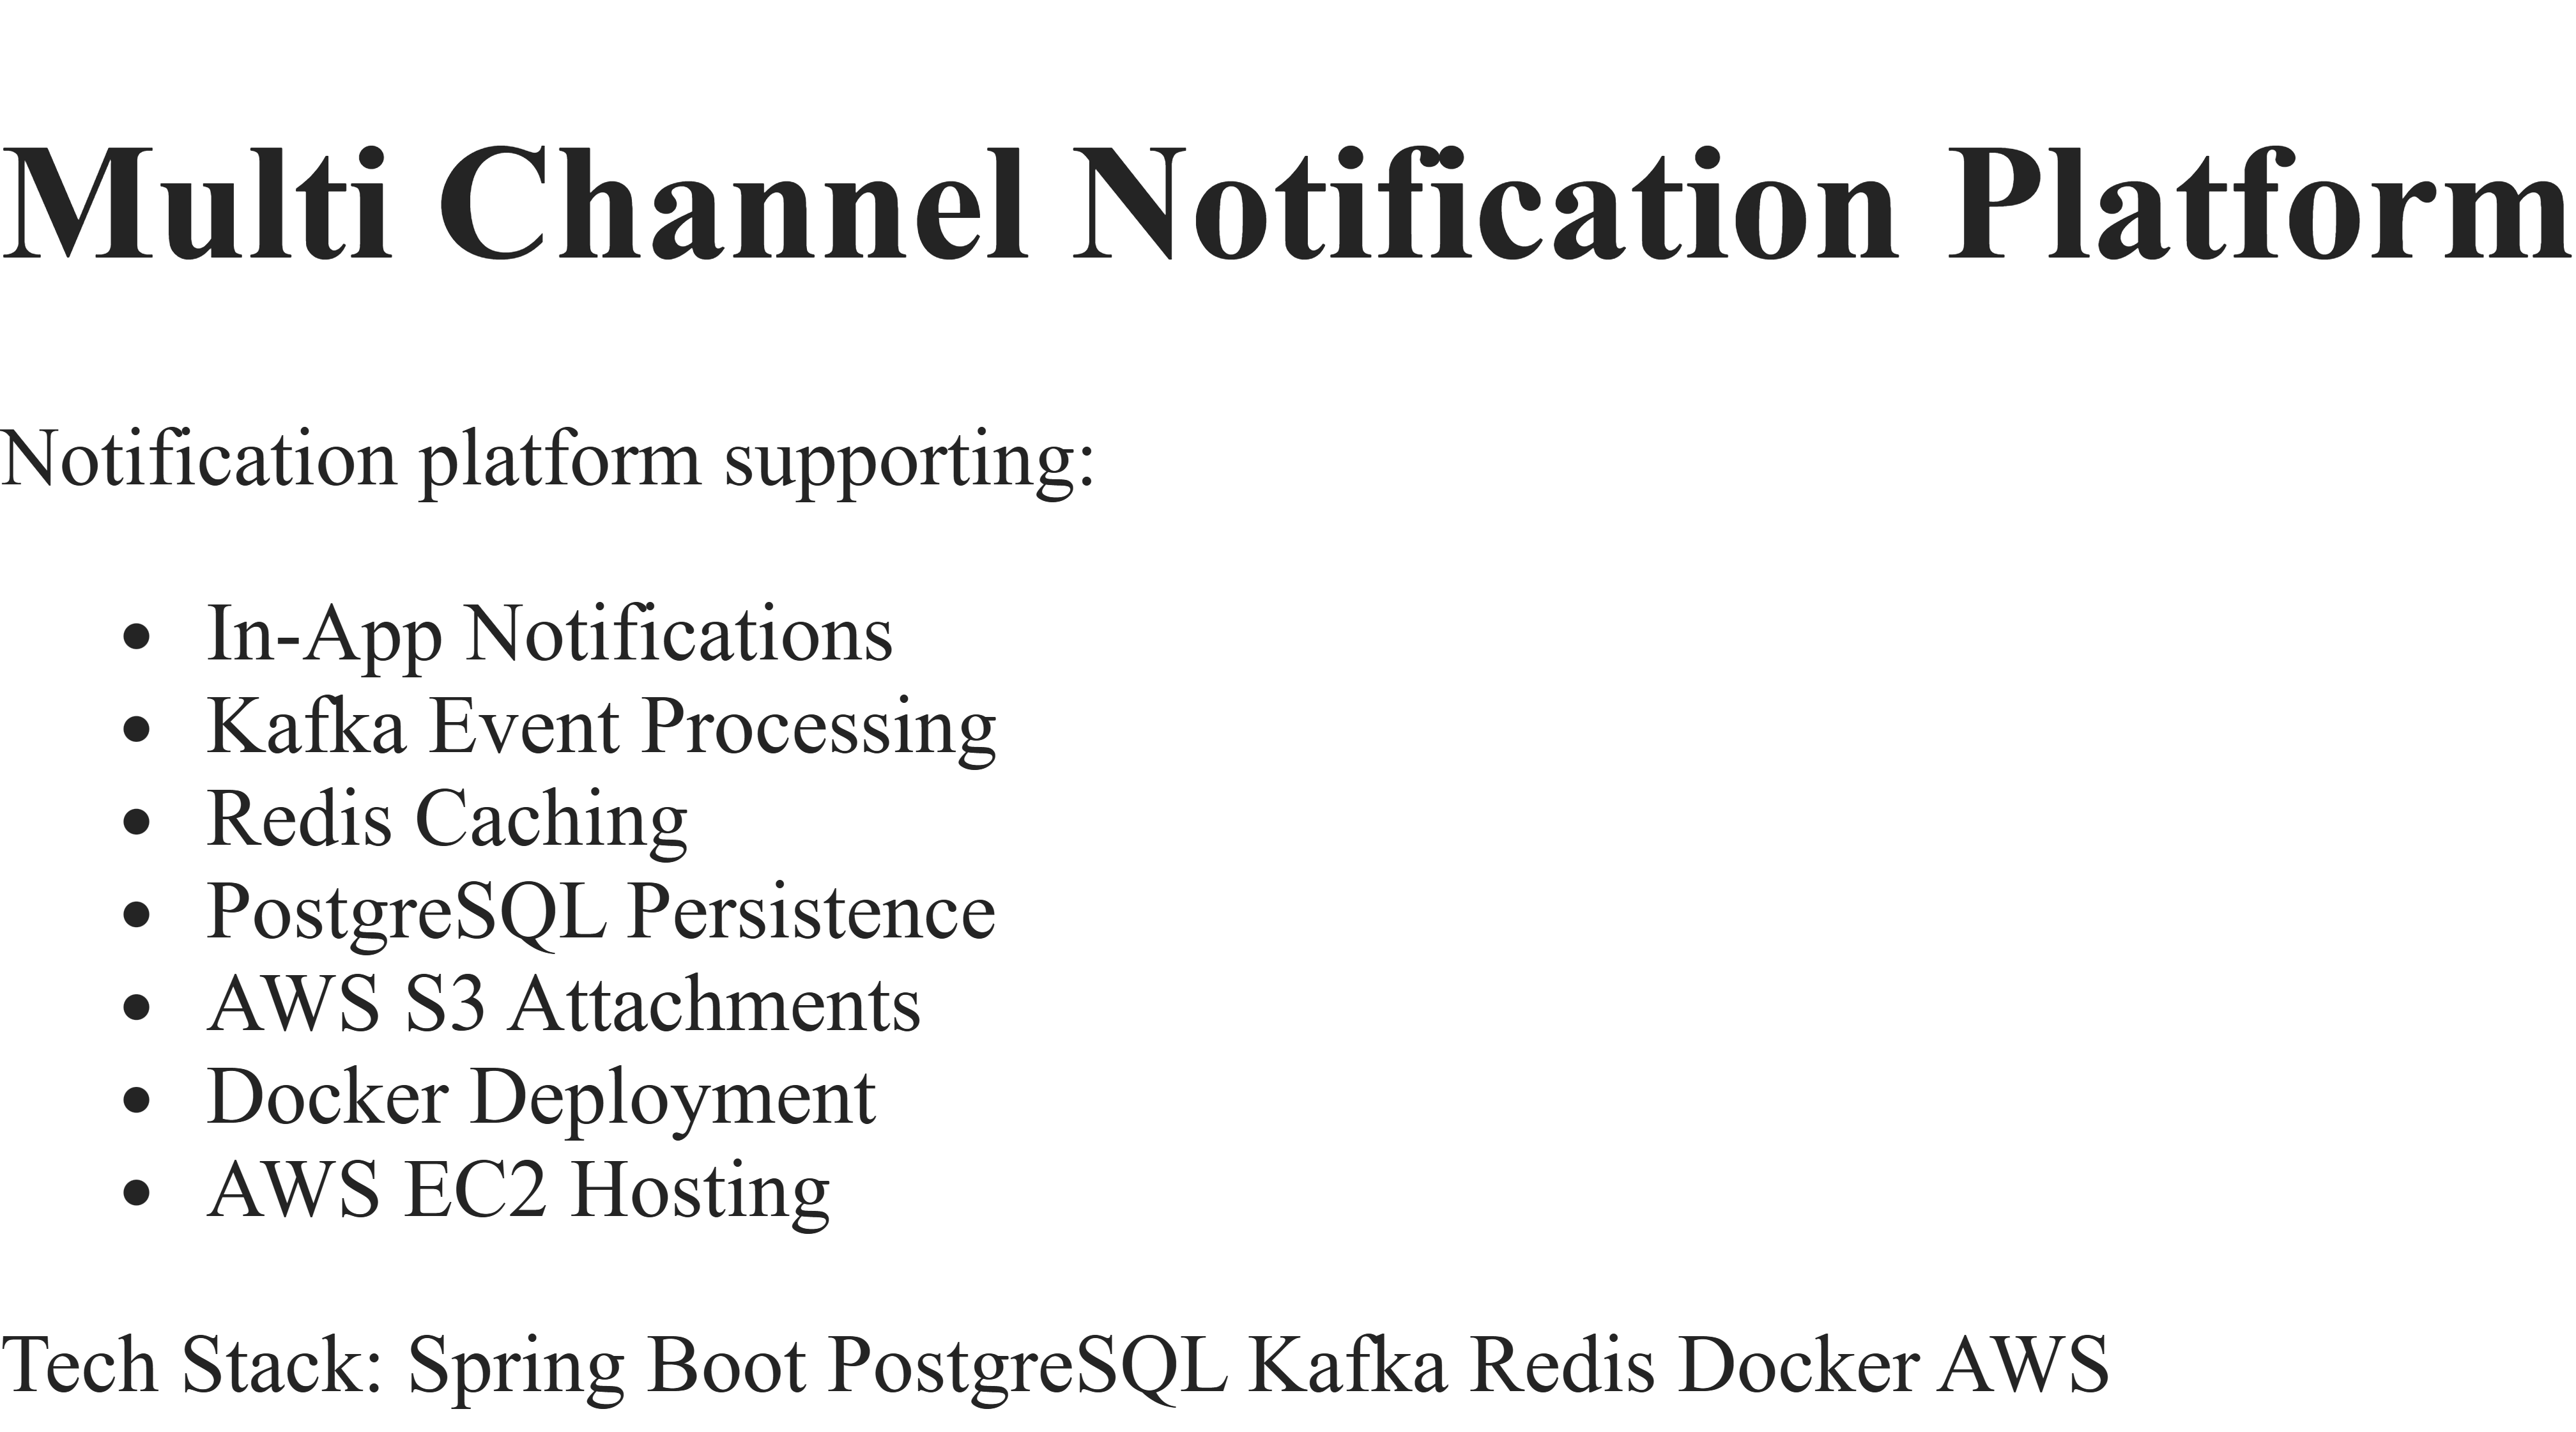 Multi Channel Notification Platform
Notification platform supporting:
• In-App Notifications
• Kafka Event Processing
• Redis Caching
• PostgreSQL Persistence
• AWS S3 Attachments
• Docker Deployment
• AWS EC2 Hosting
Tech Stack: Spring Boot PostgreSQL Kafka Redis Docker AWS